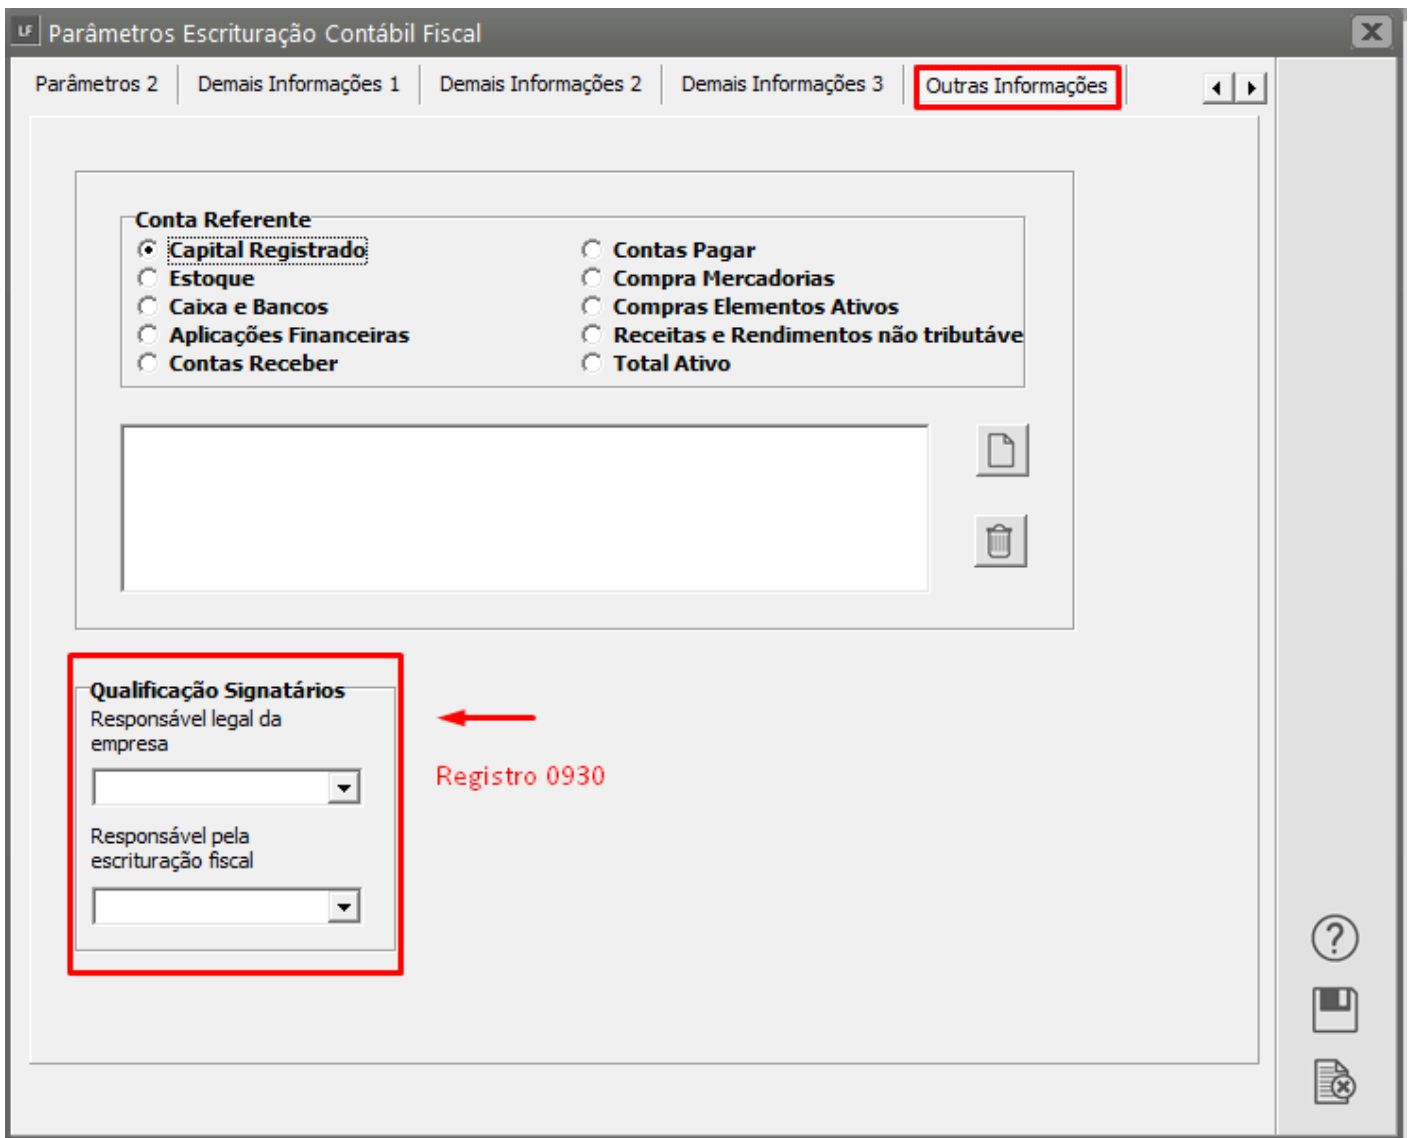 LF Parâmetros Escrituração Contábil Fiscal
Parâmetros 2 Demais Informações 1 Demais Informações 2 Demais Informações 3 Outras Informações
Conta Referente
Capital Registrado Contas Pagar
Estoque Compra Mercadorias
Caixa e Bancos Compras Elementos Ativos
Aplicações Financeiras Receitas e Rendimentos não tributáve
Contas Receber Total Ativo
Qualificação Signatários
Responsável legal da
empresa
Registro 0930
Responsável pela
escrituração fiscal